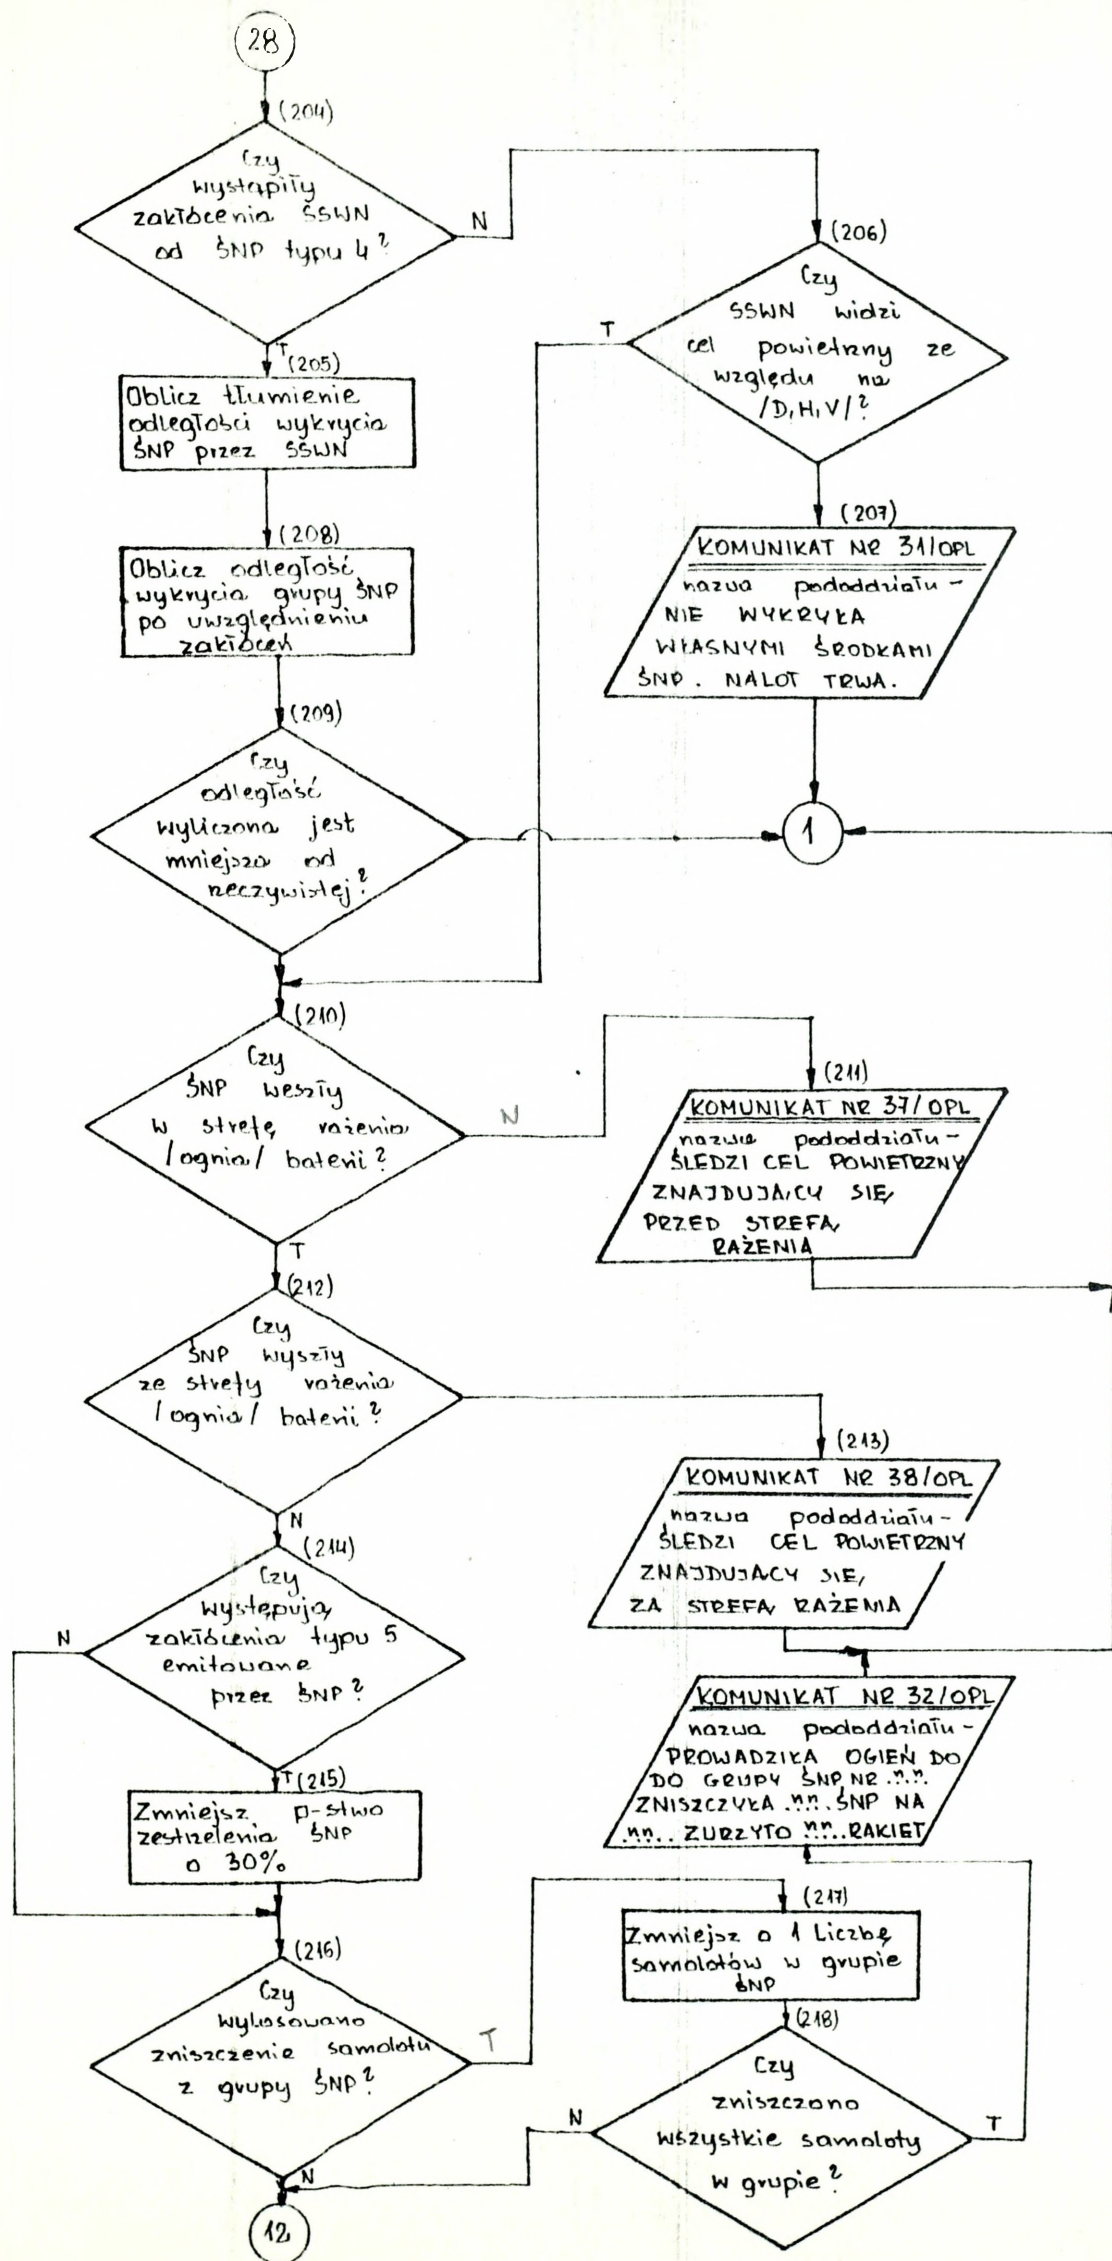 28
(204)
Czy
wystąpiły
zakłócenia SSWN
od ŚNP typu 4?
N
T
(205)
Oblicz tłumienie
odległości wykrycia
ŚNP przez SSWN
(206)
Czy
SSWN widzi
cel powietrzny ze
względu na
/D,H,V/?
T
(207)
KOMUNIKAT NR 31/OPL
nazwa pododdziału -
NIE WYKRYŁA
WŁASNYMI ŚRODKAMI
ŚNP. NALOT TRWA.
(208)
Oblicz odległość
wykrycia grupy ŚNP
po uwzględnieniu
zakłóceń
(209)
Czy
odległość
wyliczona jest
mniejsza od
rzeczywistej?
1
(210)
Czy
ŚNP weszły
w strefę rażenia
/ognia/ baterii?
N
T
(211)
KOMUNIKAT NR 37/OPL
nazwa pododdziału -
ŚLEDZI CEL POWIETRZNY
ZNAJDUJĄCY SIĘ
PRZED STREFĄ
RAŻENIA
(212)
Czy
ŚNP wyszły
ze strefy rażenia
/ognia/ baterii?
N
(213)
KOMUNIKAT NR 38/OPL
nazwa pododdziału -
ŚLEDZI CEL POWIETRZNY
ZNAJDUJĄCY SIĘ
ZA STREFĄ RAŻENIA
(214)
Czy
występują
zakłócenia typu 5
emitowane
przez ŚNP?
N
T
(215)
Zmniejsz p-stwo
zestrzelenia ŚNP
o 30%
KOMUNIKAT NR 32/OPL
nazwa pododdziału -
PROWADZIŁA OGIEŃ DO
DO GRUPY ŚNP NR .n.n.
ZNISZCZYŁA .n.n. ŚNP NA
.n.n.. ZURZYTO .n.n.. RAKIET
(216)
Czy
wylosowano
zniszczenie samolotu
z grupy ŚNP?
T
N
(217)
Zmniejsz o 1 Liczbę
samolotów w grupie
ŚNP
(218)
Czy
zniszczono
wszystkie samoloty
w grupie?
N
T
12